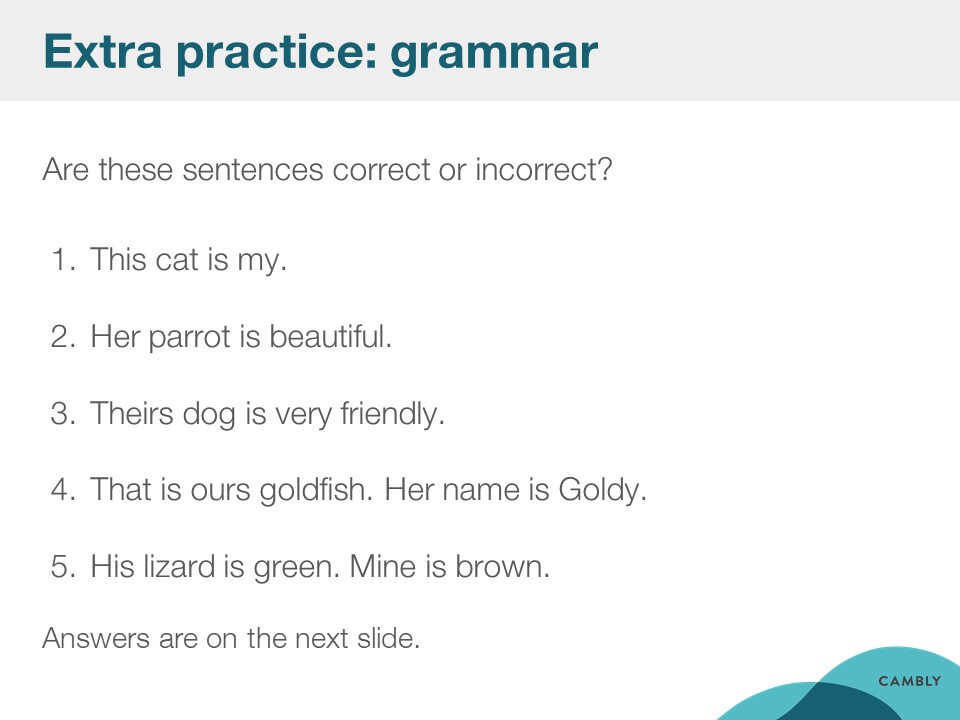 Extra practice: grammar
Are these sentences correct or incorrect?
1. This cat is my.
2. Her parrot is beautiful.
3. Theirs dog is very friendly.
4. That is ours goldfish. Her name is Goldy.
5. His lizard is green. Mine is brown.
Answers are on the next slide.
CAMBLY